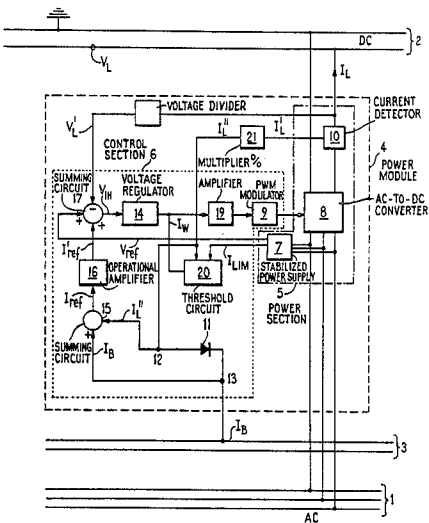 DC
2
V_L
I_L
VOLTAGE DIVIDER
CURRENT
DETECTOR
V_L'
I_L''
21
I_L'
10
4
CONTROL
SECTION 6
MULTIPLIER %
POWER
MODULE
SUMMING
CIRCUIT
17
VOLTAGE
REGULATOR
AMPLIFIER
PWM
MODULATOR
V_IH
14
I_W
19
9
8
AC-TO-DC
CONVERTER
I'_ref
V_ref
I_LIM
7
16
OPERATIONAL
AMPLIFIER
20
STABILIZED
POWER SUPPLY
THRESHOLD
CIRCUIT
5
POWER
SECTION
I_ref
15
I_L''
11
SUMMING
CIRCUIT
I_B
12
13
I_B
3
1
AC